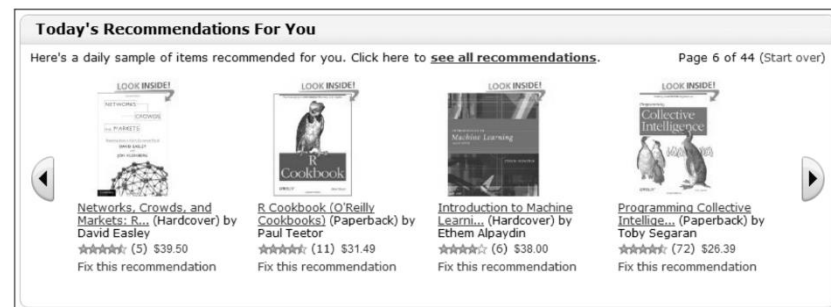 Today's Recommendations For You
Here's a daily sample of items recommended for you. Click here to see all recommendations.
Page 6 of 44 (Start over)
LOOK INSIDE!
NETWORKS
CROWDS
AND MARKETS
DAVID EASLEY
JON KLEINBERG
Networks, Crowds, and
Markets: R... (Hardcover) by
David Easley
(5) $39.50
Fix this recommendation
LOOK INSIDE!
R
Cookbook
O'REILLY
R Cookbook (O'Reilly
Cookbooks) (Paperback) by
Paul Teetor
(11) $31.49
Fix this recommendation
LOOK INSIDE!
Machine Learning
Introduction to Machine
Learni... (Hardcover) by
Ethem Alpaydin
(6) $38.00
Fix this recommendation
LOOK INSIDE!
Programming
Collective
Intelligence
O'REILLY
Programming Collective
Intellige... (Paperback) by
Toby Segaran
(72) $26.39
Fix this recommendation